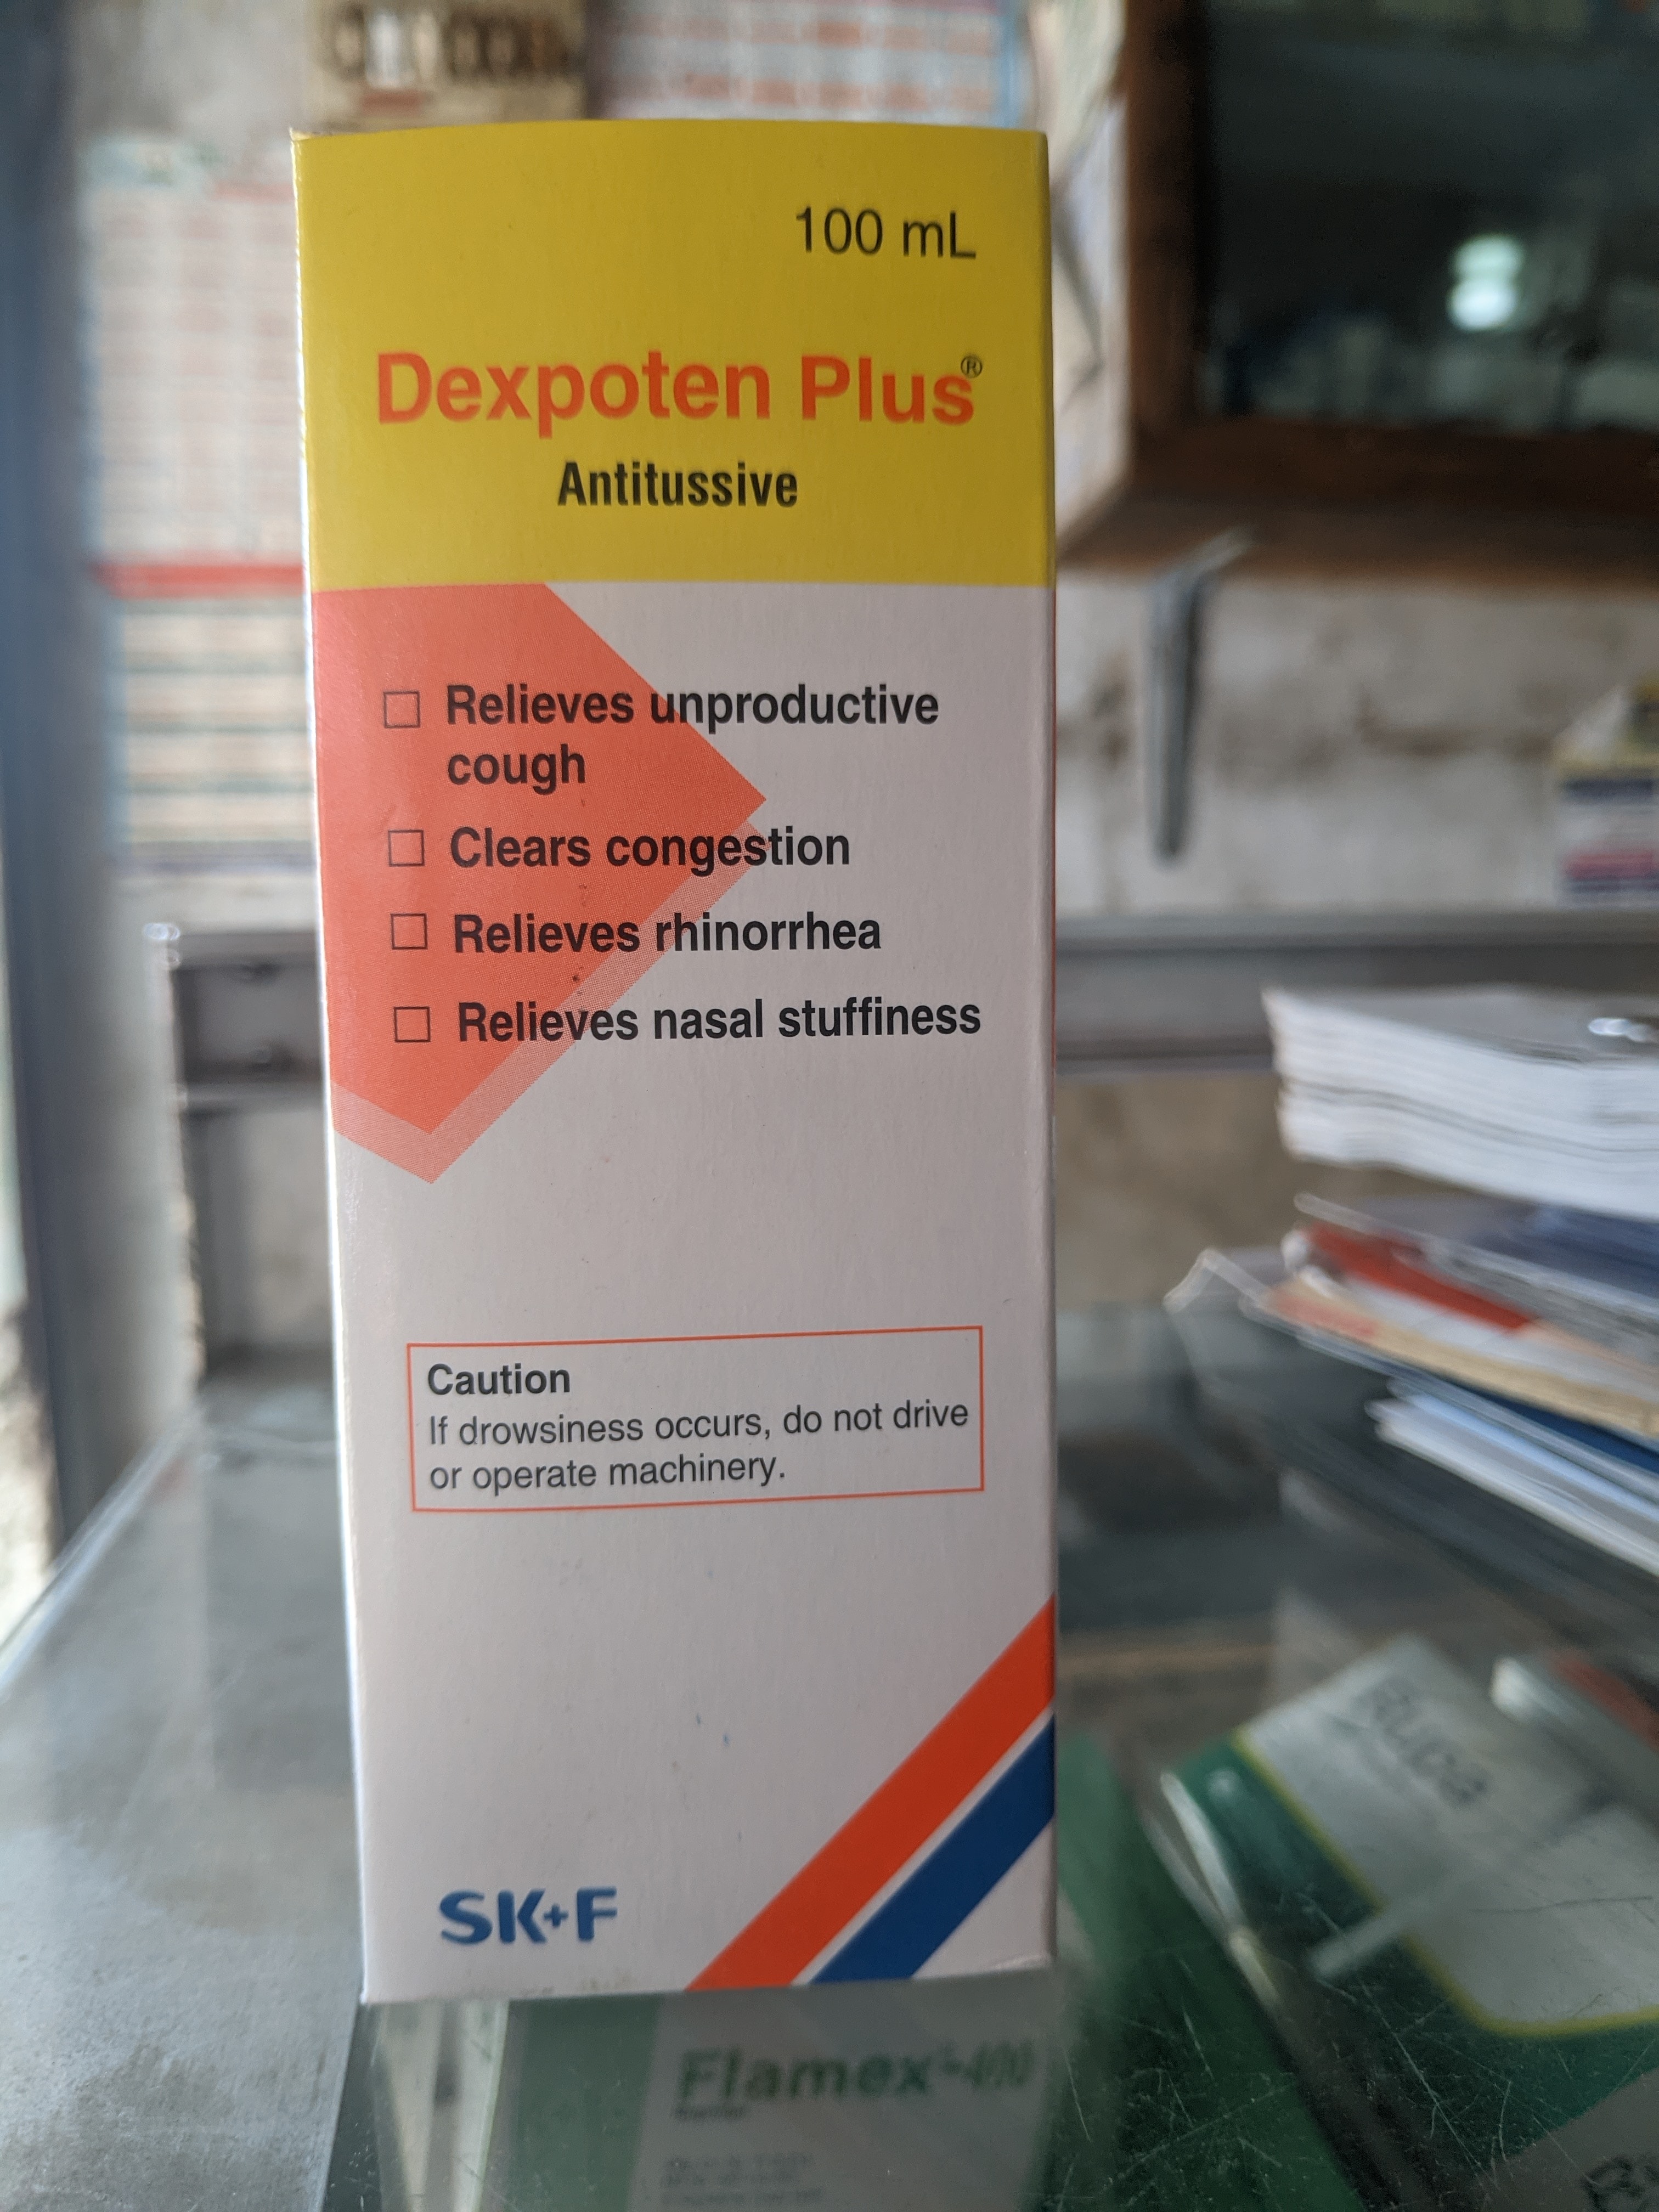 100 mL
Dexpoten Plus®
Antitussive
□ Relieves unproductive
cough
□ Clears congestion
□ Relieves rhinorrhea
□ Relieves nasal stuffiness
Caution
If drowsiness occurs, do not drive
or operate machinery.
SK+F
Flamex®-400